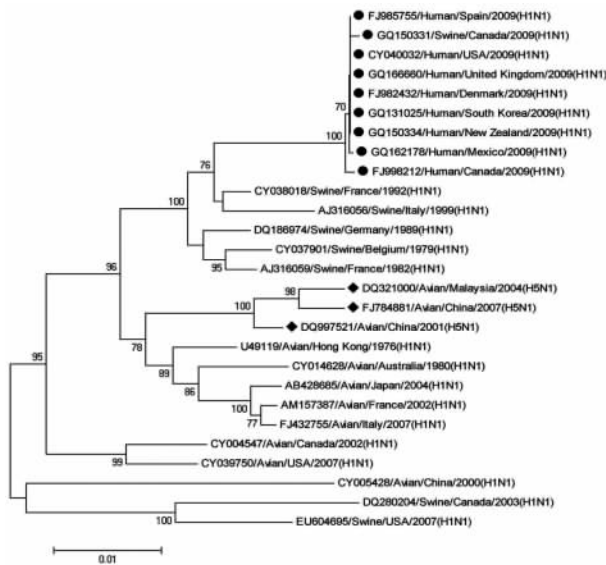 FJ985755/Human/Spain/2009(H1N1)
GQ150331/Swine/Canada/2009(H1N1)
CY040032/Human/USA/2009(H1N1)
GQ166660/Human/United Kingdom/2009(H1N1)
FJ982432/Human/Denmark/2009(H1N1)
70
GQ131025/Human/South Korea/2009(H1N1)
GQ150334/Human/New Zealand/2009(H1N1)
100
GQ162178/Human/Mexico/2009(H1N1)
76
FJ998212/Human/Canada/2009(H1N1)
CY038018/Swine/France/1992(H1N1)
100
AJ316056/Swine/Italy/1999(H1N1)
DQ186974/Swine/Germany/1989(H1N1)
CY037901/Swine/Belgium/1979(H1N1)
95
AJ316059/Swine/France/1982(H1N1)
96
98
DQ321000/Avian/Malaysia/2004(H5N1)
100
FJ784881/Avian/China/2007(H5N1)
DQ997521/Avian/China/2001(H5N1)
78
U49119/Avian/Hong Kong/1976(H1N1)
95
89
CY014628/Avian/Australia/1980(H1N1)
86
AB428685/Avian/Japan/2004(H1N1)
100
AM157387/Avian/France/2002(H1N1)
77
FJ432755/Avian/Italy/2007(H1N1)
CY004547/Avian/Canada/2002(H1N1)
99
CY039750/Avian/USA/2007(H1N1)
CY005428/Avian/China/2000(H1N1)
DQ280204/Swine/Canada/2003(H1N1)
100
EU604695/Swine/USA/2007(H1N1)
0.01